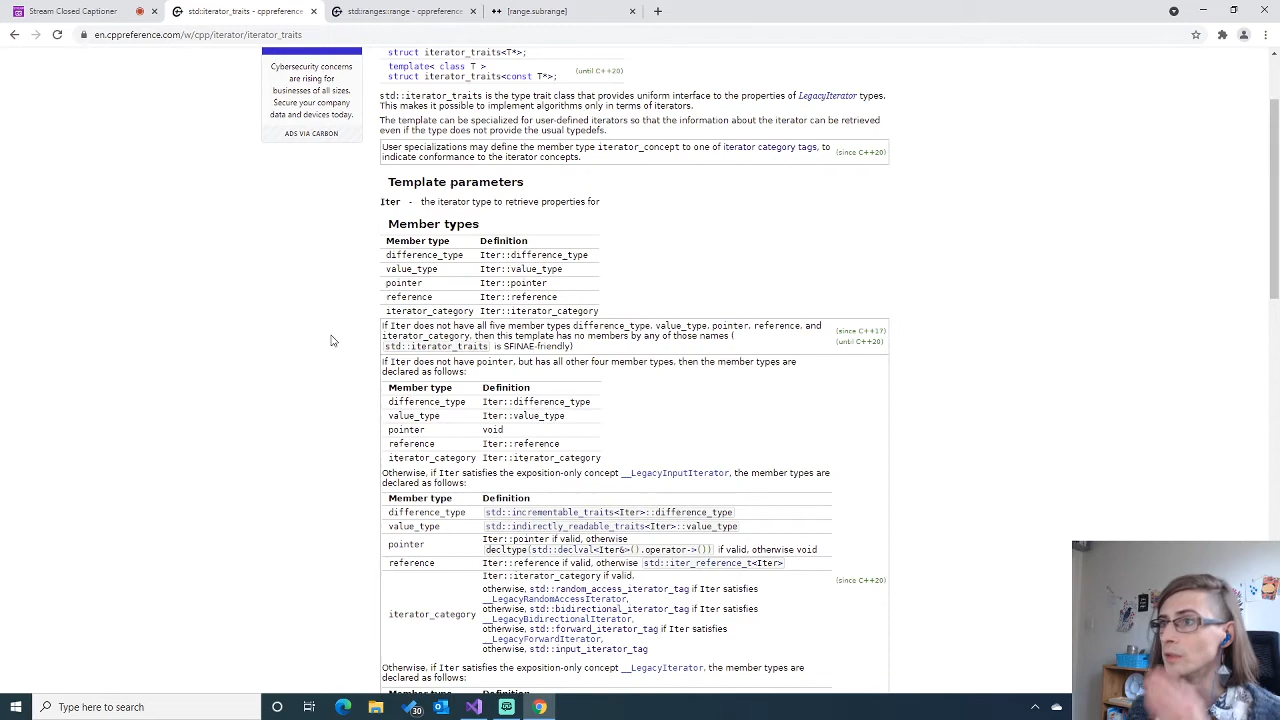 Stream Closed Captioner
std::iterator_traits - cppreference.
std::ranges::range - cppreference
[range.subrange]
en.cppreference.com/w/cpp/iterator/iterator_traits
Cybersecurity concerns
are rising for
businesses of all sizes.
Secure your company
data and devices today.
ADS VIA CARBON
struct iterator_traits<T*>;
template< class T >
struct iterator_traits<const T*>;
(until C++20)
std::iterator_traits is the type trait class that provides uniform interface to the properties of LegacyIterator types.
This makes it possible to implement algorithms only in terms of iterators.
The template can be specialized for user-defined iterators so that the information about the iterator can be retrieved
even if the type does not provide the usual typedefs.
User specializations may define the member type iterator_concept to one of iterator category tags, to
indicate conformance to the iterator concepts.
(since C++20)
Template parameters
Iter - the iterator type to retrieve properties for
Member types
Member type Definition
difference_type Iter::difference_type
value_type Iter::value_type
pointer Iter::pointer
reference Iter::reference
iterator_category Iter::iterator_category
If Iter does not have all five member types difference_type, value_type, pointer, reference, and
iterator_category, then this template has no members by any of those names (
std::iterator_traits is SFINAE-friendly)
(since C++17)
(until C++20)
If Iter does not have pointer, but has all other four member types, then the member types are
declared as follows:
Member type Definition
difference_type Iter::difference_type
value_type Iter::value_type
pointer void
reference Iter::reference
iterator_category Iter::iterator_category
Otherwise, if Iter satisfies the exposition-only concept __LegacyInputIterator, the member types are
declared as follows:
Member type Definition
difference_type std::incrementable_traits<Iter>::difference_type
value_type std::indirectly_readable_traits<Iter>::value_type
pointer Iter::pointer if valid, otherwise
decltype(std::declval<Iter&>().operator->()) if valid, otherwise void
reference Iter::reference if valid, otherwise std::iter_reference_t<Iter>
iterator_category Iter::iterator_category if valid,
otherwise, std::random_access_iterator_tag if Iter satisfies
__LegacyRandomAccessIterator,
otherwise, std::bidirectional_iterator_tag if Iter satisfies
__LegacyBidirectionalIterator,
otherwise, std::forward_iterator_tag if Iter satisfies
__LegacyForwardIterator,
otherwise, std::input_iterator_tag
(since C++20)
Otherwise, if Iter satisfies the exposition-only concept __LegacyIterator, the member types are
declared as follows:
Member type Definition
Type here to search
30